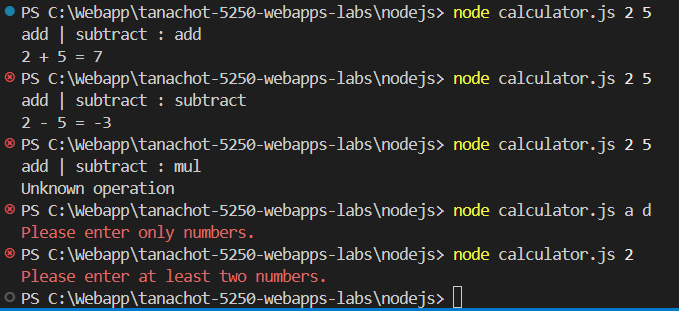 PS C:\Webapp\tanachot-5250-webapps-labs\nodejs> node calculator.js 2 5
add | subtract : add
2 + 5 = 7
PS C:\Webapp\tanachot-5250-webapps-labs\nodejs> node calculator.js 2 5
add | subtract : subtract
2 - 5 = -3
PS C:\Webapp\tanachot-5250-webapps-labs\nodejs> node calculator.js 2 5
add | subtract : mul
Unknown operation
PS C:\Webapp\tanachot-5250-webapps-labs\nodejs> node calculator.js a d
Please enter only numbers.
PS C:\Webapp\tanachot-5250-webapps-labs\nodejs> node calculator.js 2
Please enter at least two numbers.
PS C:\Webapp\tanachot-5250-webapps-labs\nodejs>